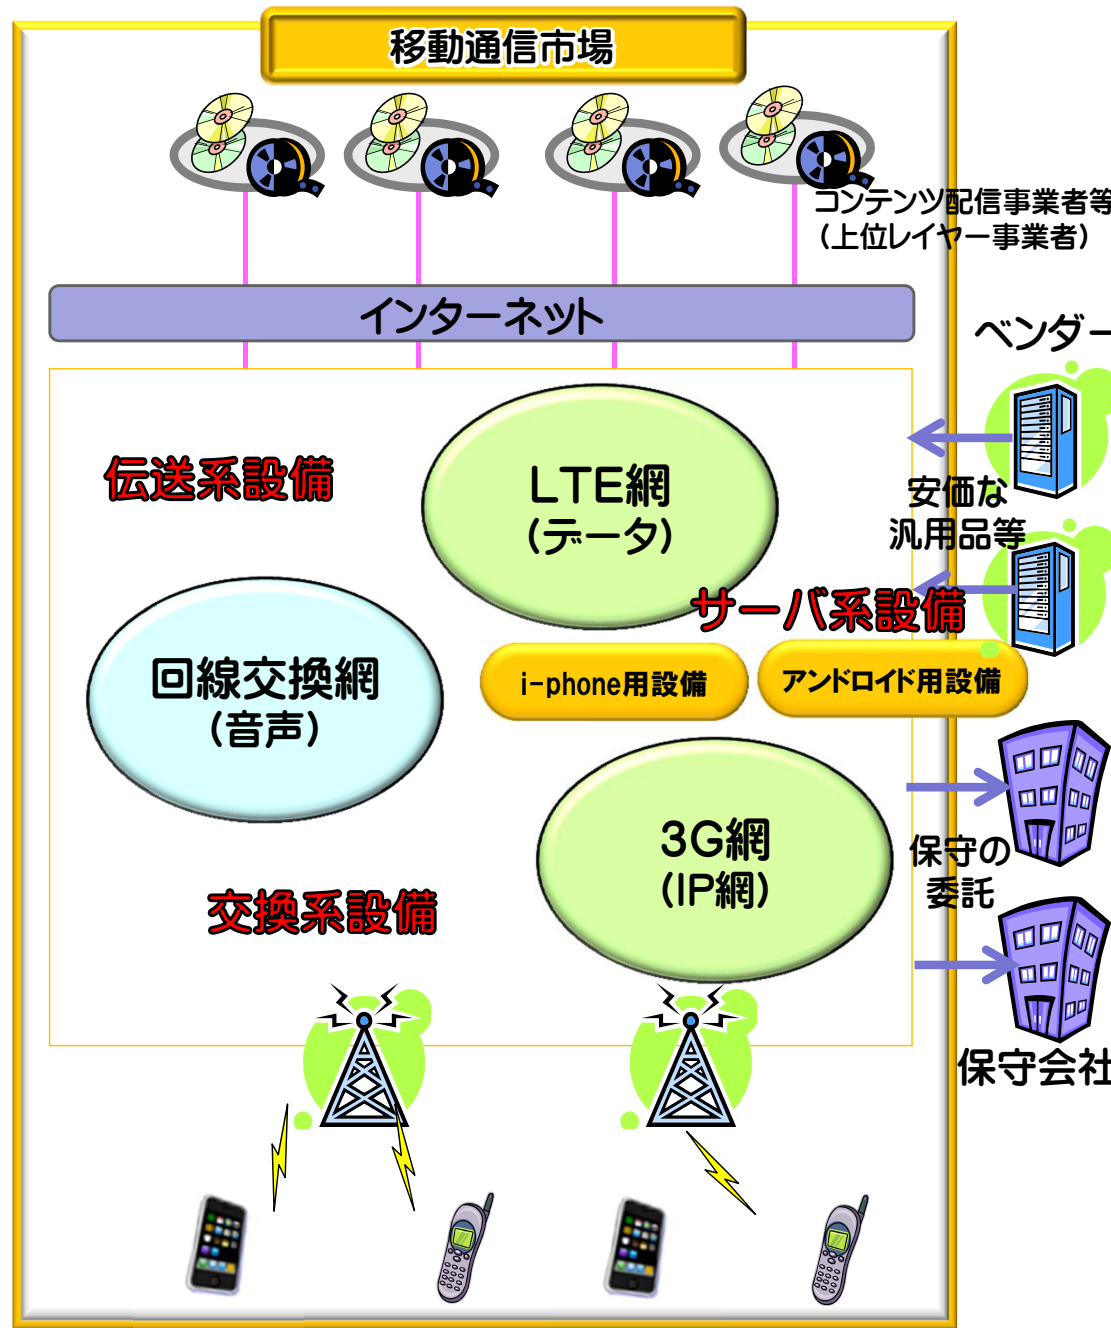 移動通信市場
コンテンツ配信事業者等
（上位レイヤー事業者）
インターネット
ベンダー
伝送系設備
LTE網
（データ）
安価な
汎用品等
サーバ系設備
回線交換網
（音声）
i-phone用設備
アンドロイド用設備
3G網
（IP網）
保守の
委託
交換系設備
保守会社